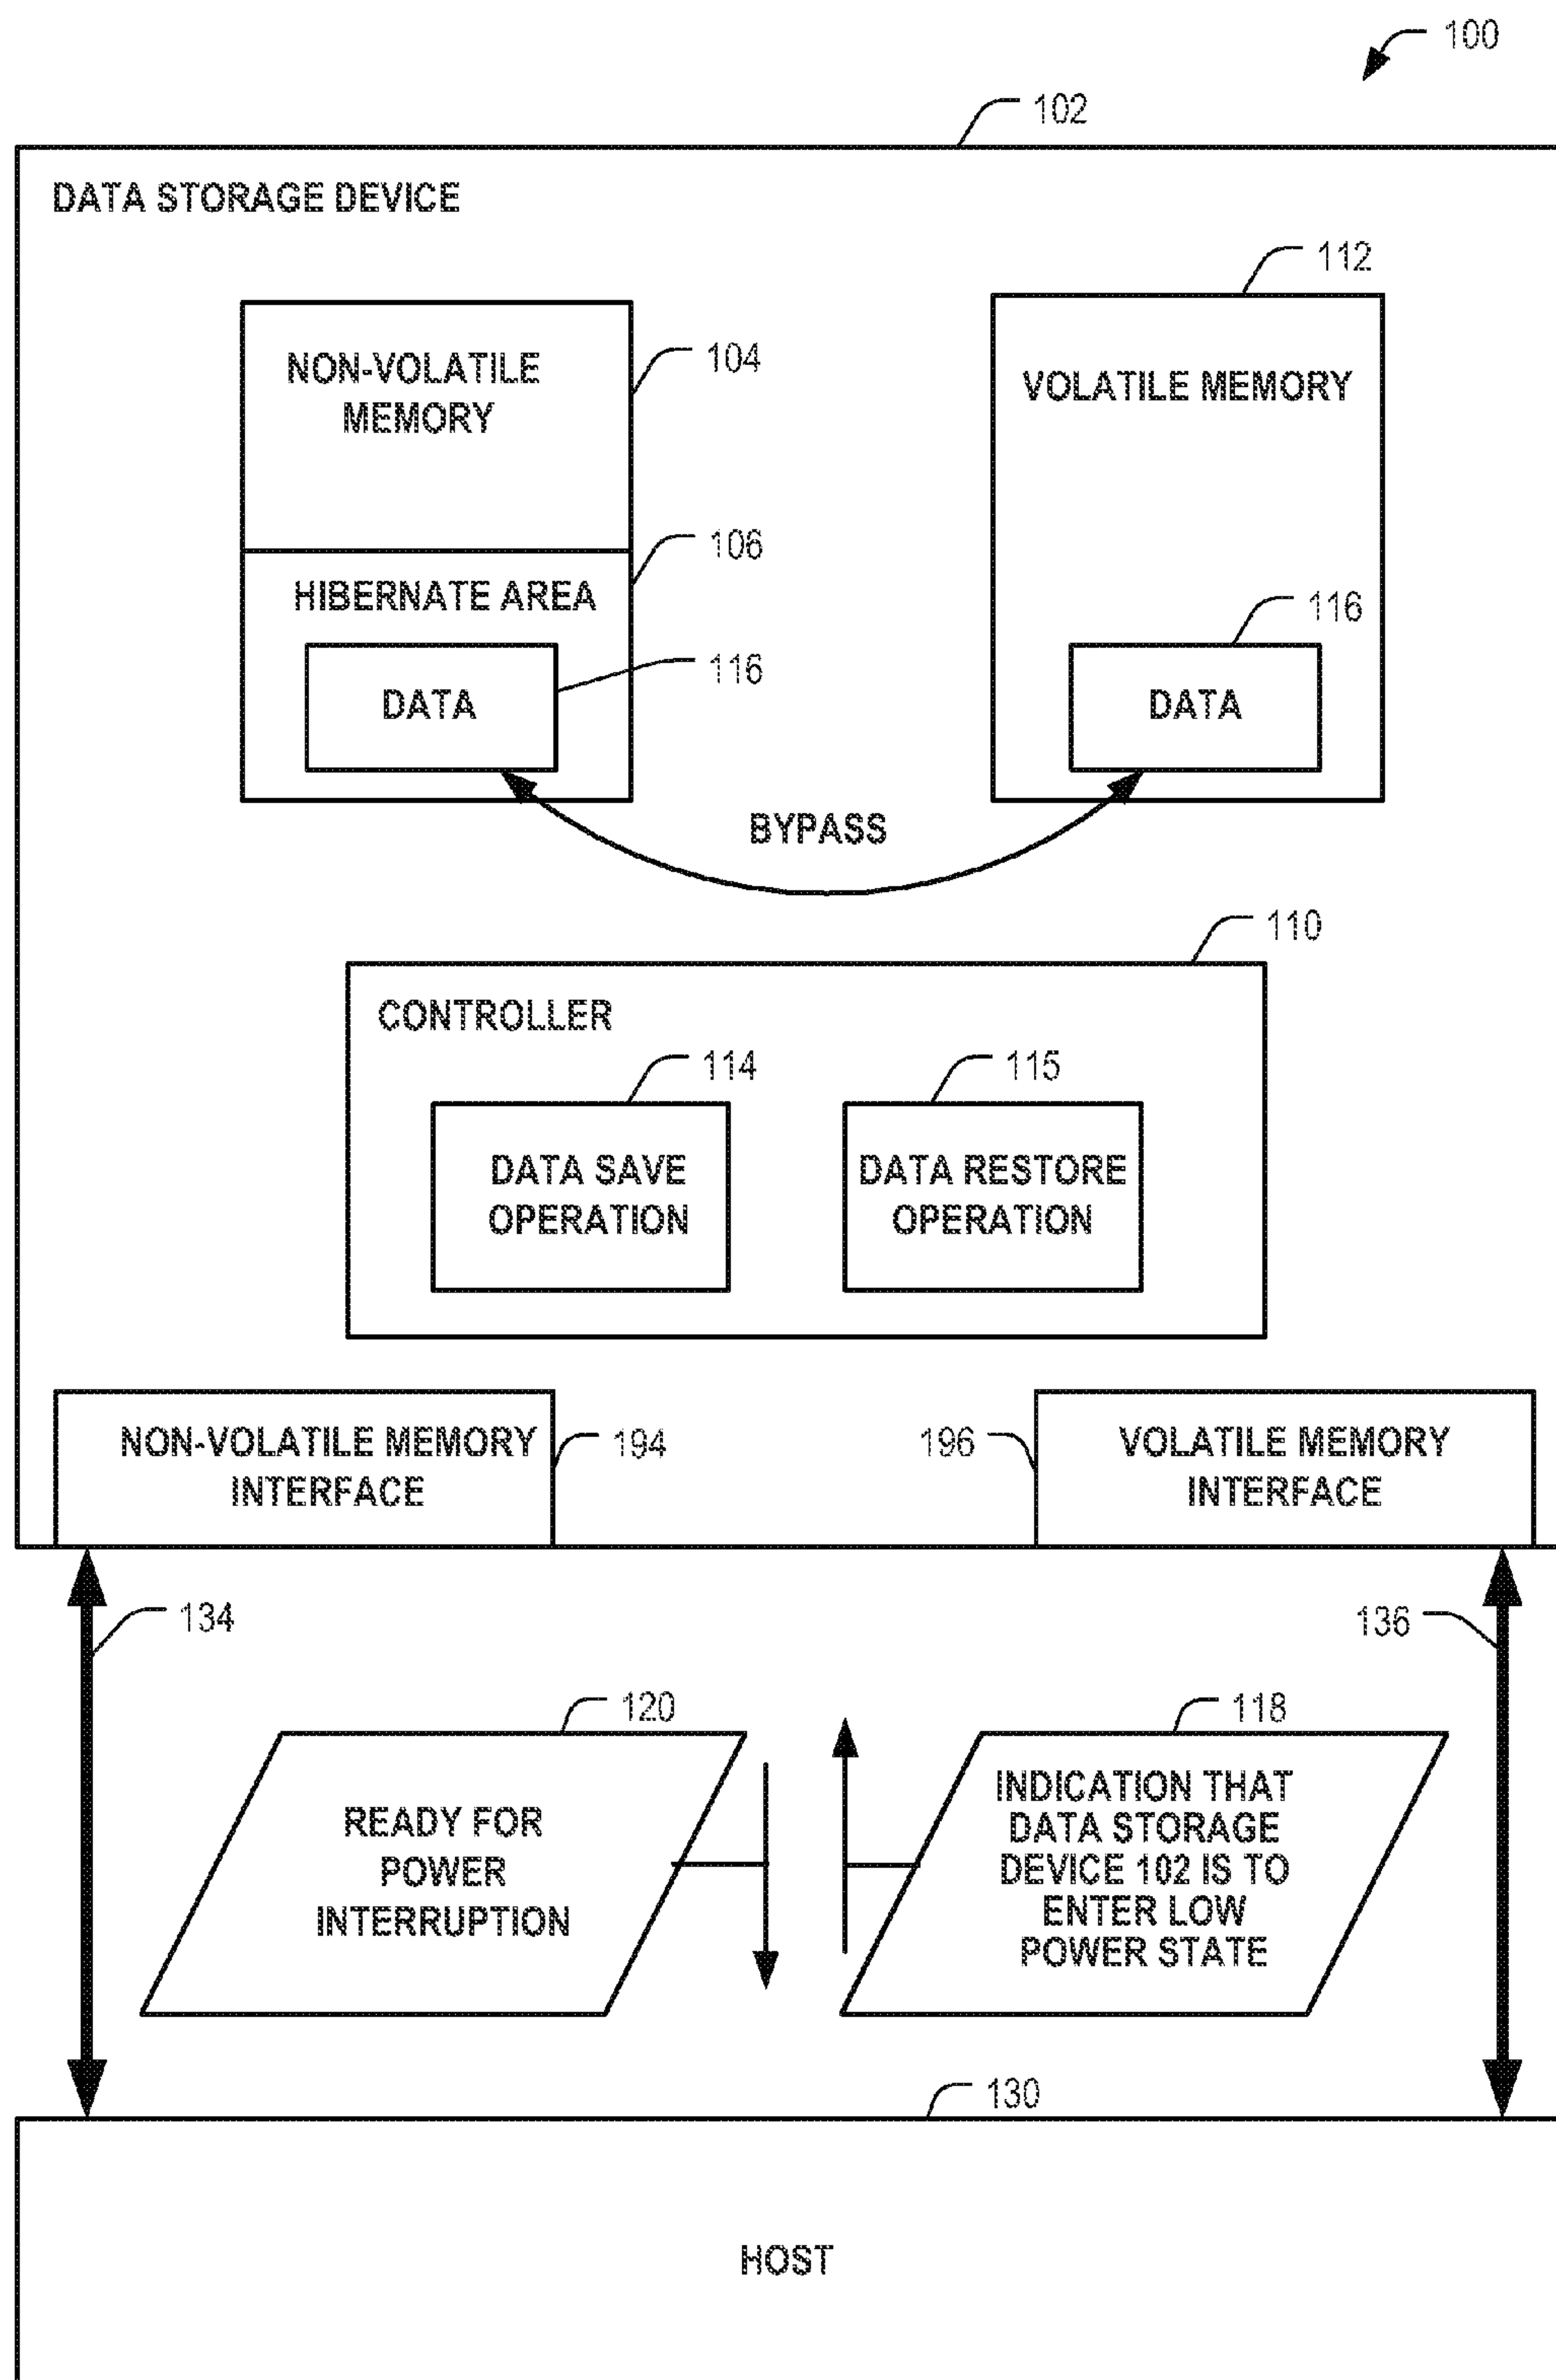 100
102
DATA STORAGE DEVICE
112
NON-VOLATILE
MEMORY
104
VOLATILE MEMORY
106
HIBERNATE AREA
116
116
DATA
DATA
BYPASS
110
CONTROLLER
114
115
DATA SAVE
OPERATION
DATA RESTORE
OPERATION
NON-VOLATILE MEMORY
INTERFACE
194
196
VOLATILE MEMORY
INTERFACE
134
136
120
118
READY FOR
POWER
INTERRUPTION
INDICATION THAT
DATA STORAGE
DEVICE 102 IS TO
ENTER LOW
POWER STATE
130
HOST